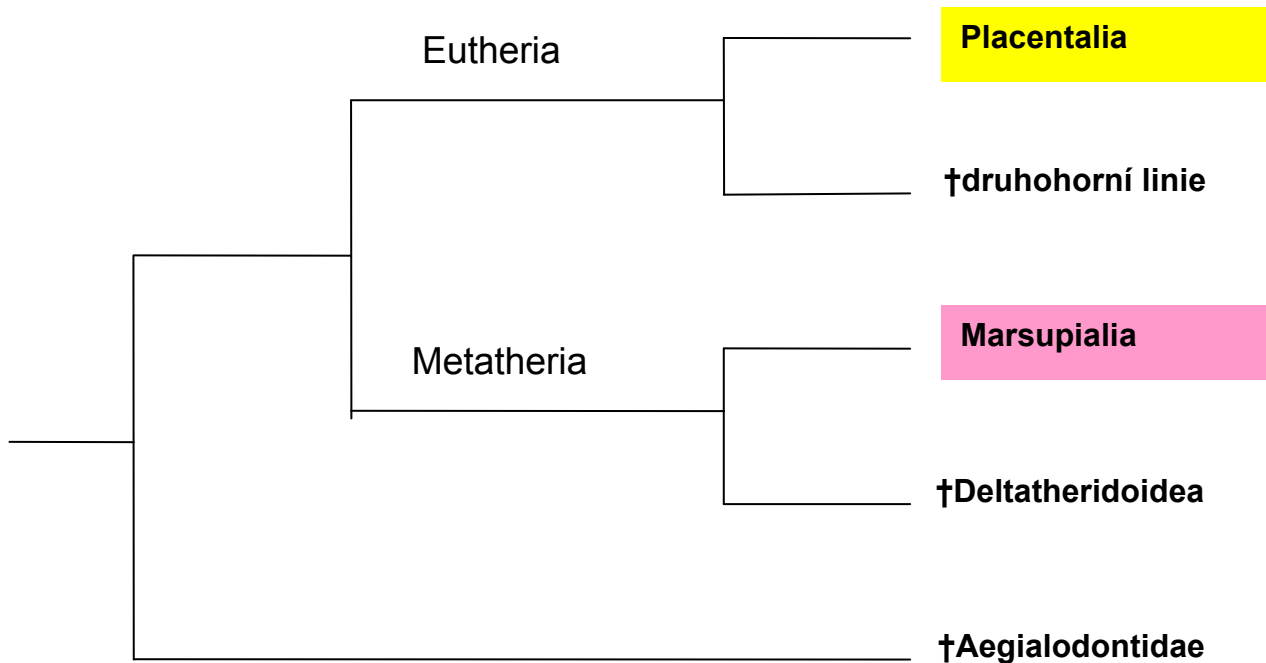 Eutheria
Placentalia
†druhohorní linie
Metatheria
Marsupialia
†Deltatheridoidea
†Aegialodontidae